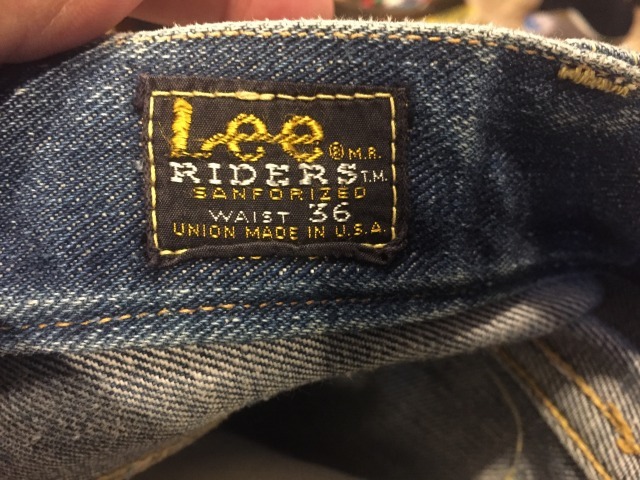 Lee ® M.R.
RIDERS T.M.
SANFORIZED
WAIST 36
UNION MADE IN U.S.A.